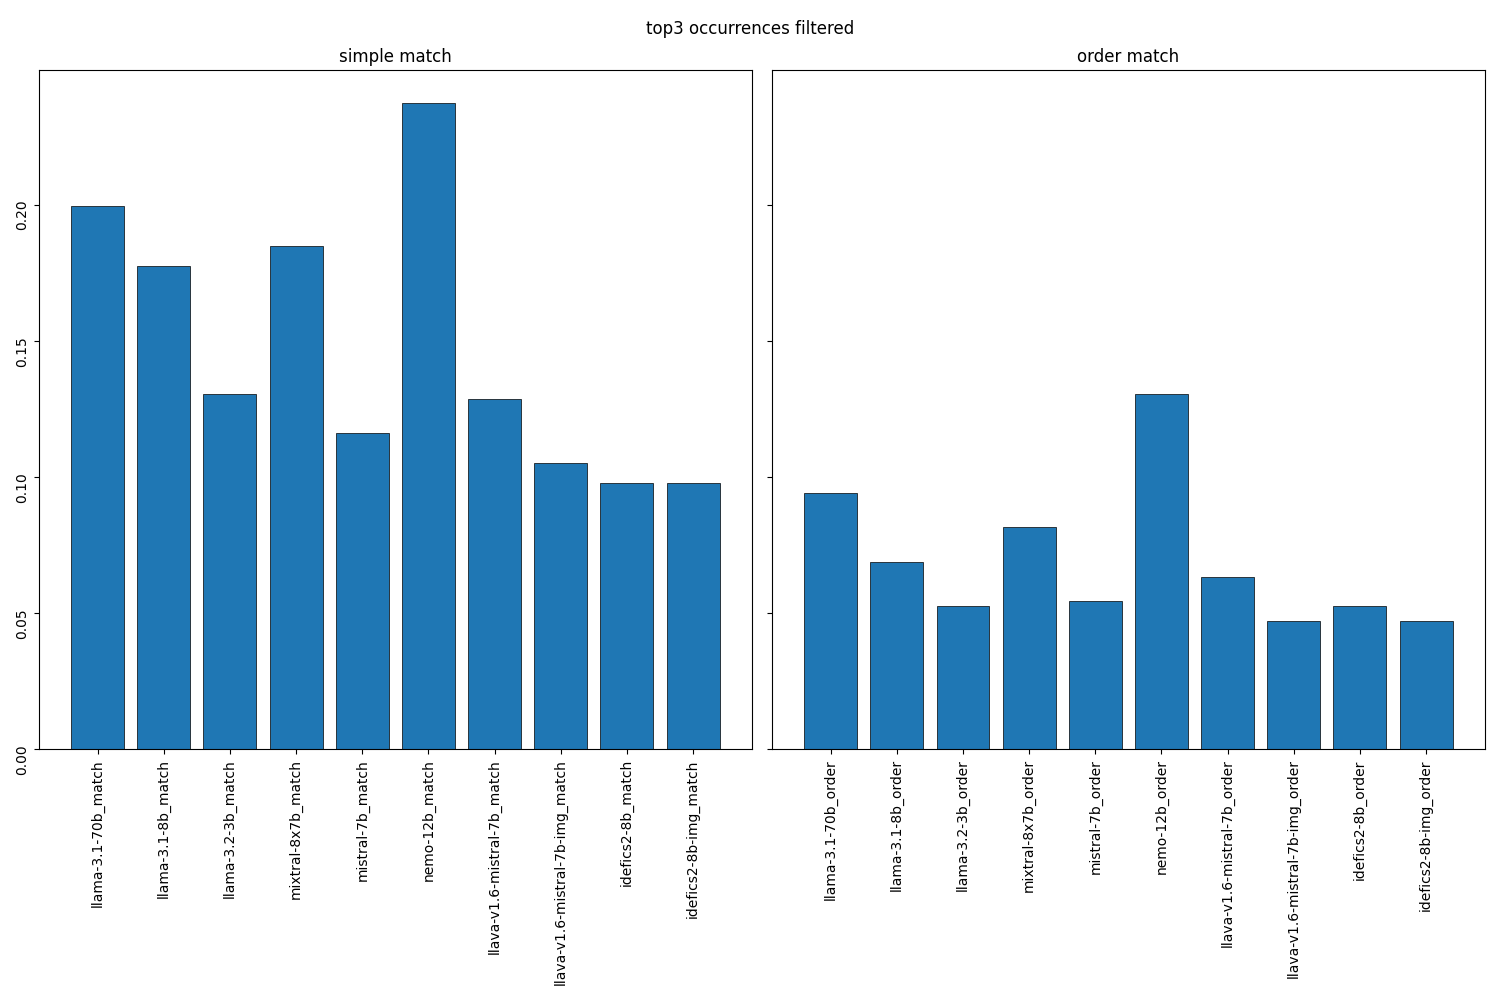 top3 occurrences filtered
simple match
order match
0.20
0.15
0.10
0.05
0.00
llama-3.1-70b_match
llama-3.1-8b_match
llama-3.2-3b_match
mixtral-8x7b_match
mistral-7b_match
nemo-12b_match
llava-v1.6-mistral-7b_match
llava-v1.6-mistral-7b-img_match
idefics2-8b_match
idefics2-8b-img_match
llama-3.1-70b_order
llama-3.1-8b_order
llama-3.2-3b_order
mixtral-8x7b_order
mistral-7b_order
nemo-12b_order
llava-v1.6-mistral-7b_order
llava-v1.6-mistral-7b-img_order
idefics2-8b_order
idefics2-8b-img_order